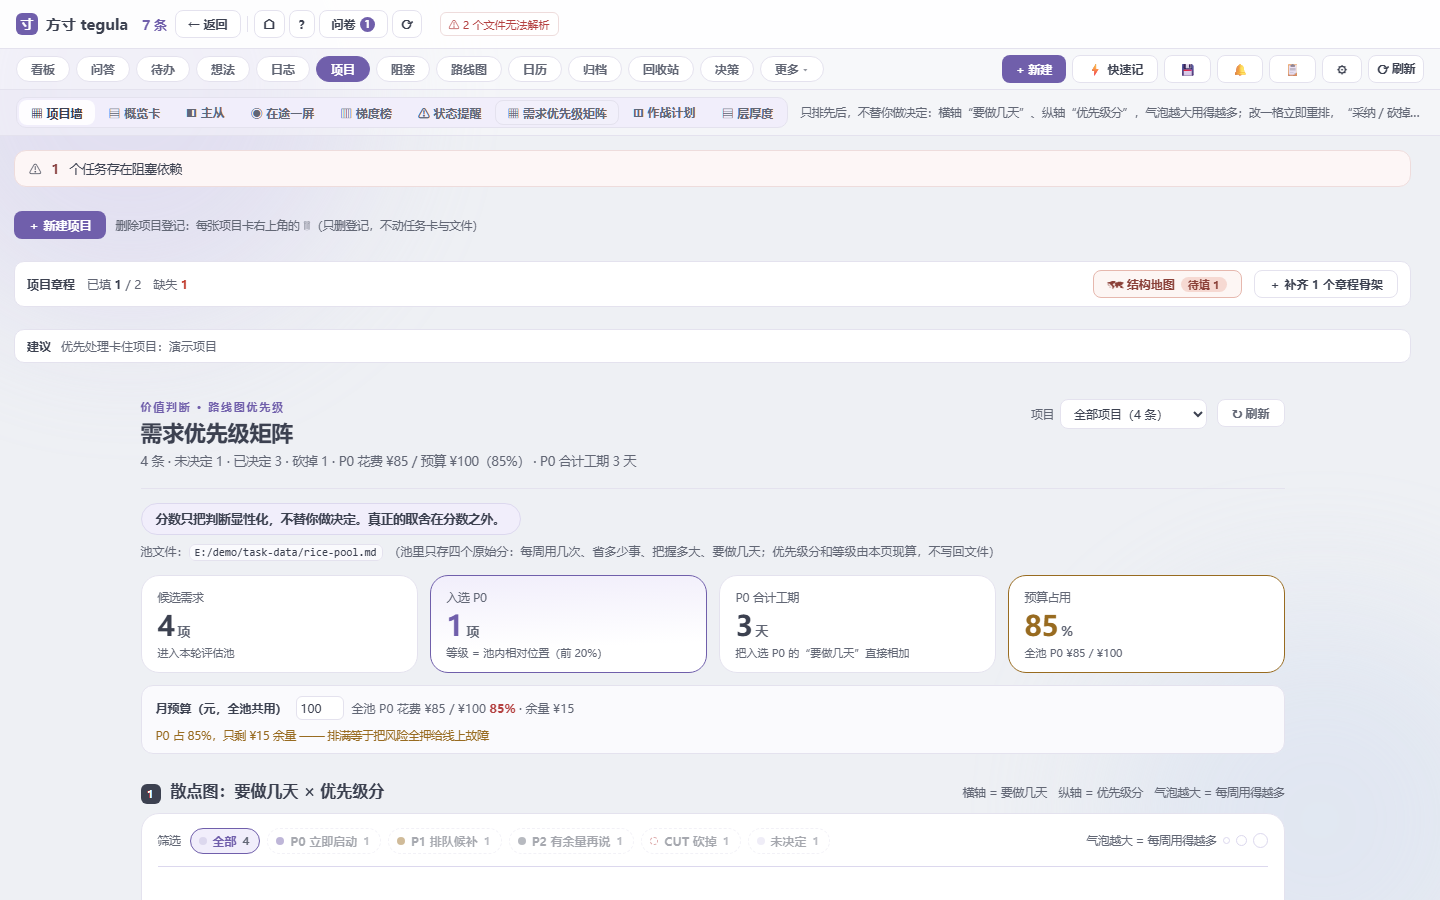 寸 方寸 tegula 7 条 ← 返回 ? 问卷 1 ⚠ 2 个文件无法解析
看板 问答 待办 想法 日志 项目 阻塞 路线图 日历 归档 回收站 决策 更多 + 新建 快速记 刷新
项目墙 概览卡 主从 在途一屏 梯度榜 状态提醒 需求优先级矩阵 作战计划 层厚度 只排先后，不替你做决定：横轴“要做几天”、纵轴“优先级分”，气泡越大用得越多；改一格立即重排，“采纳 / 砍掉…
⚠ 1 个任务存在阻塞依赖
+ 新建项目 删除项目登记：每张项目卡右上角的 （只删登记，不动任务卡与文件）
项目章程 已填 1 / 2 缺失 1 结构地图 待填 1 + 补齐 1 个章程骨架
建议 优先处理卡住项目：演示项目
价值判断 • 路线图优先级
需求优先级矩阵
项目 全部项目（4 条） ↻ 刷新
4 条 · 未决定 1 · 已决定 3 · 砍掉 1 · P0 花费 ¥85 / 预算 ¥100（85%） · P0 合计工期 3 天
分数只把判断显性化，不替你做决定。真正的取舍在分数之外。
池文件： E:/demo/task-data/rice-pool.md （池里只存四个原始分：每周用几次、省多少事、把握多大、要做几天；优先级分和等级由本页现算，不写回文件）
候选需求
4 项
进入本轮评估池
入选 P0
1 项
等级 = 池内相对位置（前 20%）
P0 合计工期
3 天
把入选 P0 的“要做几天”直接相加
预算占用
85 %
全池 P0 ¥85 / ¥100
月预算（元，全池共用） 100 全池 P0 花费 ¥85 / ¥100 85% · 余量 ¥15
P0 占 85%，只剩 ¥15 余量 —— 排满等于把风险全押给线上故障
1 散点图：要做几天 × 优先级分 横轴 = 要做几天 纵轴 = 优先级分 气泡越大 = 每周用得越多
筛选 全部 4 P0 立即启动 1 P1 排队候补 1 P2 有余量再说 1 CUT 砍掉 1 未决定 1 气泡越大 = 每周用得越多